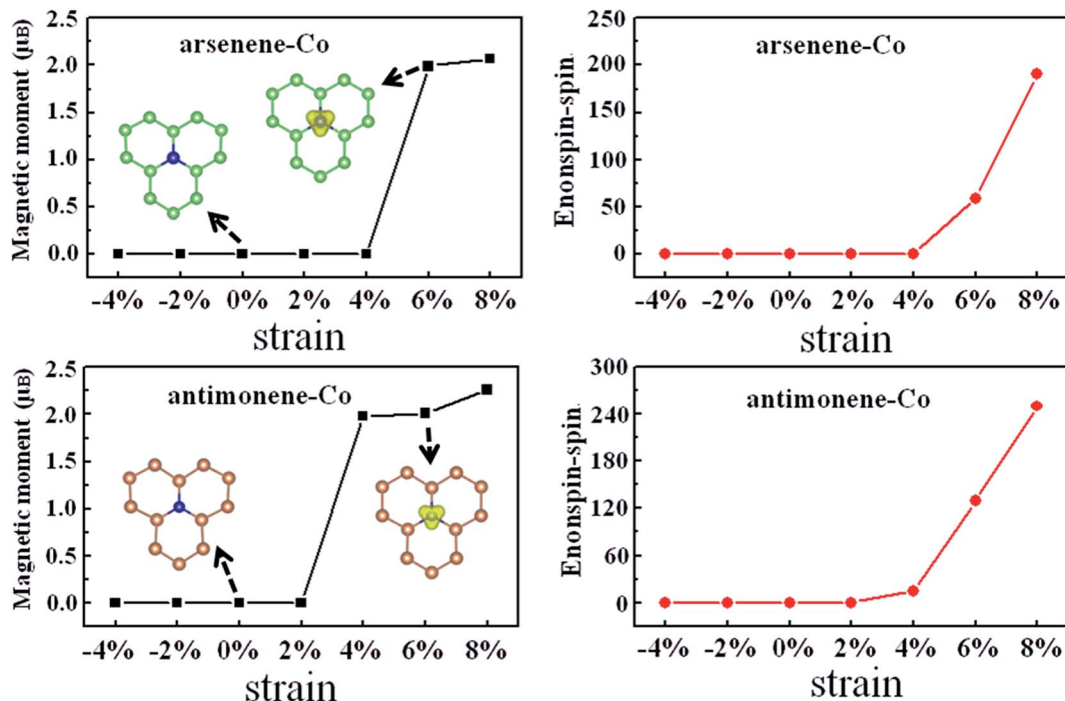 Magnetic moment (μB)
2.5
2.0
1.5
1.0
0.5
0.0
arsenene-Co
-4% -2% 0% 2% 4% 6% 8%
strain
Enonspin-spin.
250
200
150
100
50
0
arsenene-Co
-4% -2% 0% 2% 4% 6% 8%
strain
Magnetic moment (μB)
2.5
2.0
1.5
1.0
0.5
0.0
antimonene-Co
-4% -2% 0% 2% 4% 6% 8%
strain
Enonspin-spin.
300
240
180
120
60
0
antimonene-Co
-4% -2% 0% 2% 4% 6% 8%
strain